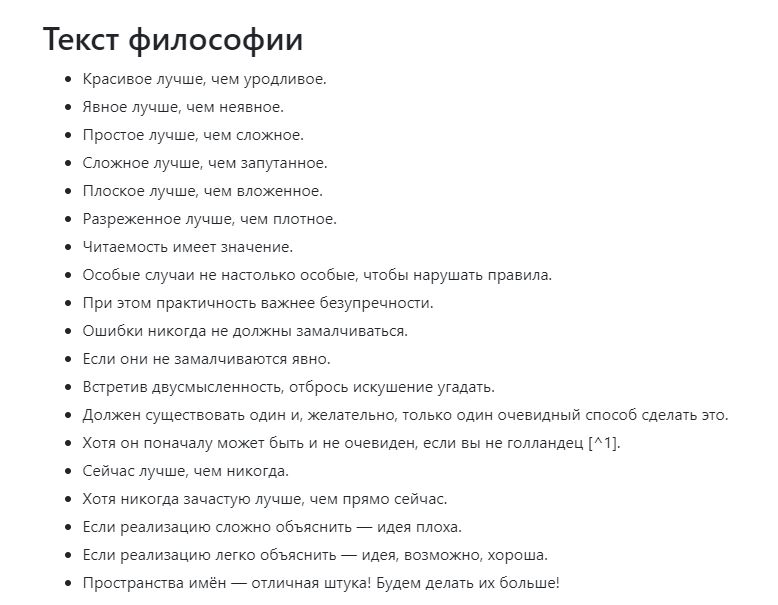 Текст философии
• Красивое лучше, чем уродливое.
• Явное лучше, чем неявное.
• Простое лучше, чем сложное.
• Сложное лучше, чем запутанное.
• Плоское лучше, чем вложенное.
• Разреженное лучше, чем плотное.
• Читаемость имеет значение.
• Особые случаи не настолько особые, чтобы нарушать правила.
• При этом практичность важнее безупречности.
• Ошибки никогда не должны замалчиваться.
• Если они не замалчиваются явно.
• Встретив двусмысленность, отбрось искушение угадать.
• Должен существовать один и, желательно, только один очевидный способ сделать это.
• Хотя он поначалу может быть и не очевиден, если вы не голландец [^1].
• Сейчас лучше, чем никогда.
• Хотя никогда зачастую лучше, чем прямо сейчас.
• Если реализацию сложно объяснить — идея плоха.
• Если реализацию легко объяснить — идея, возможно, хороша.
• Пространства имён — отличная штука! Будем делать их больше!